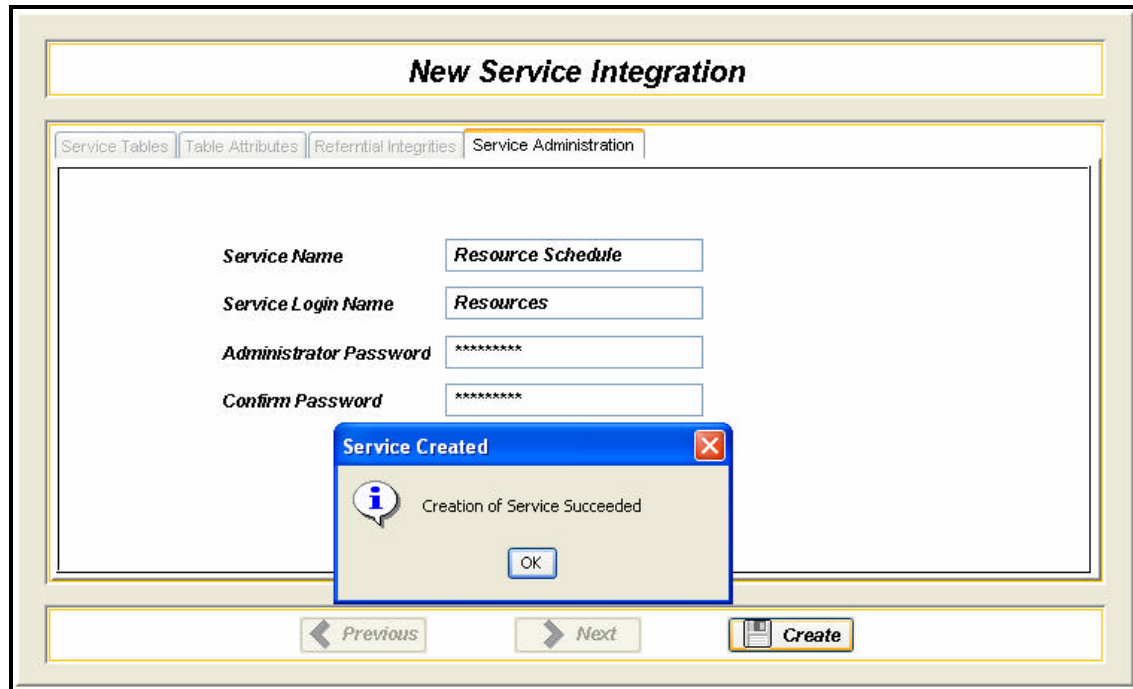 New Service Integration
Service Tables Table Attributes Referntial Integrities Service Administration
Service Name Resource Schedule
Service Login Name Resources
Administrator Password *********
Confirm Password *********
Service Created
Creation of Service Succeeded
OK
Previous Next Create